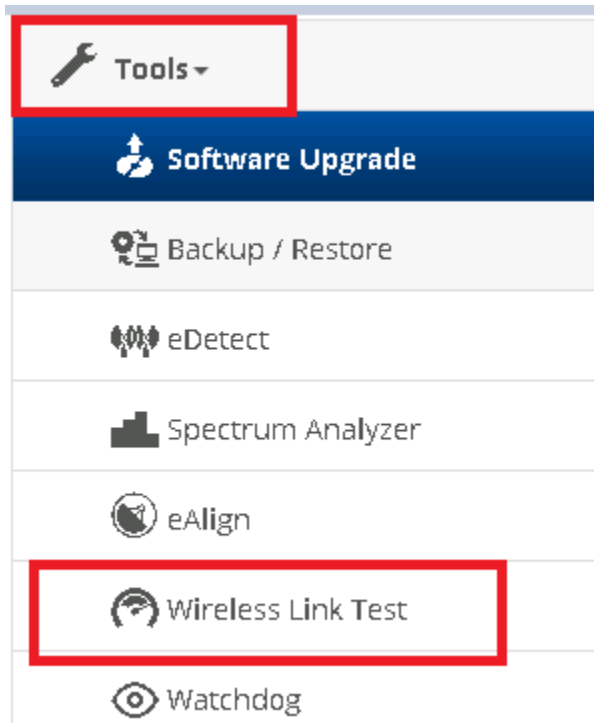 Tools
Software Upgrade
Backup / Restore
eDetect
Spectrum Analyzer
eAlign
Wireless Link Test
Watchdog